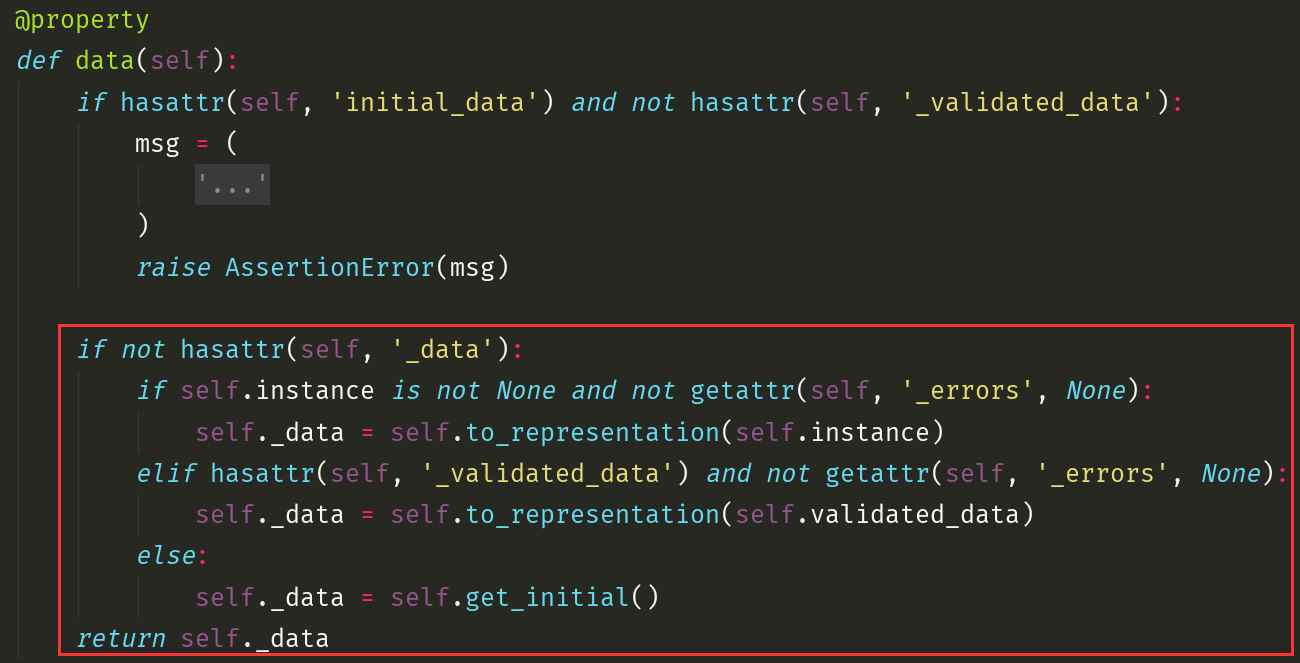 @property
def data(self):
    if hasattr(self, 'initial_data') and not hasattr(self, '_validated_data'):
        msg = (
            '...'
        )
        raise AssertionError(msg)

    if not hasattr(self, '_data'):
        if self.instance is not None and not getattr(self, '_errors', None):
            self._data = self.to_representation(self.instance)
        elif hasattr(self, '_validated_data') and not getattr(self, '_errors', None):
            self._data = self.to_representation(self.validated_data)
        else:
            self._data = self.get_initial()
    return self._data